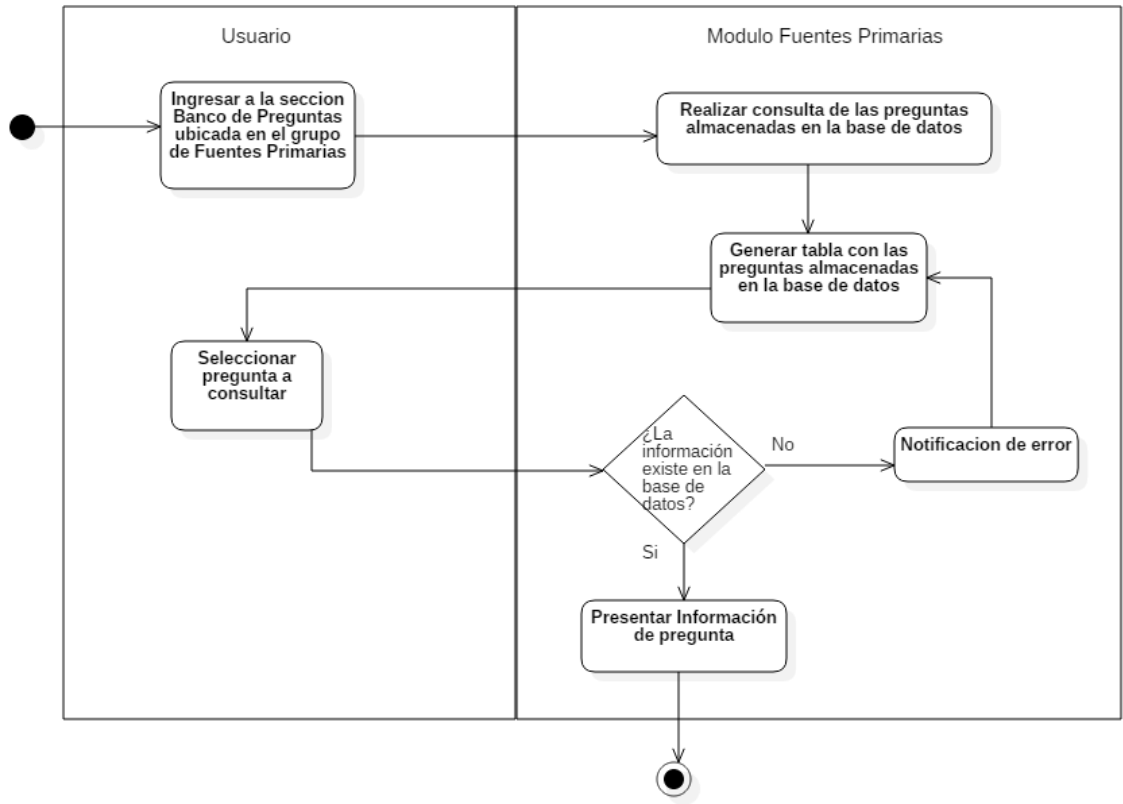 Usuario
Modulo Fuentes Primarias
Ingresar a la seccion
Banco de Preguntas
ubicada en el grupo
de Fuentes Primarias
Realizar consulta de las preguntas
almacenadas en la base de datos
Generar tabla con las
preguntas almacenadas
en la base de datos
Seleccionar
pregunta a
consultar
¿La
información
existe en la
base de
datos?
No
Notificacion de error
Si
Presentar Información
de pregunta